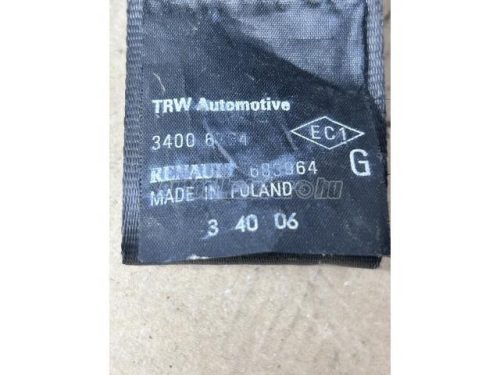 TRW Automotive
3400
EC1
RENAULT 683964
G
MADE IN POLAND
3 40 06